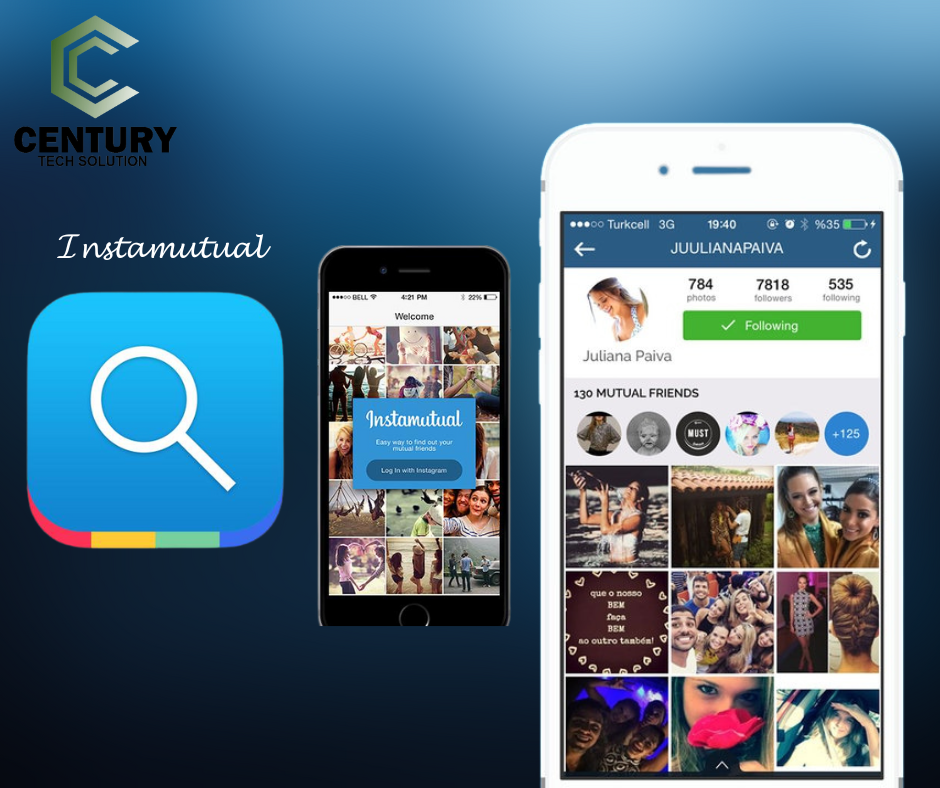 CENTURY
TECH SOLUTION
Instamutual
BELL 4:21 PM 22%
Welcome
Instamutual
Easy way to find out your
mutual friends
Log In with Instagram
Turkcell 3G 19:40 %35
JUULIANAPAIVA
784 7818 535
photos followers following
Following
Juliana Paiva
130 MUTUAL FRIENDS
MUST
+125
que o nosso
BEM
faça
BEM
ao outro também!